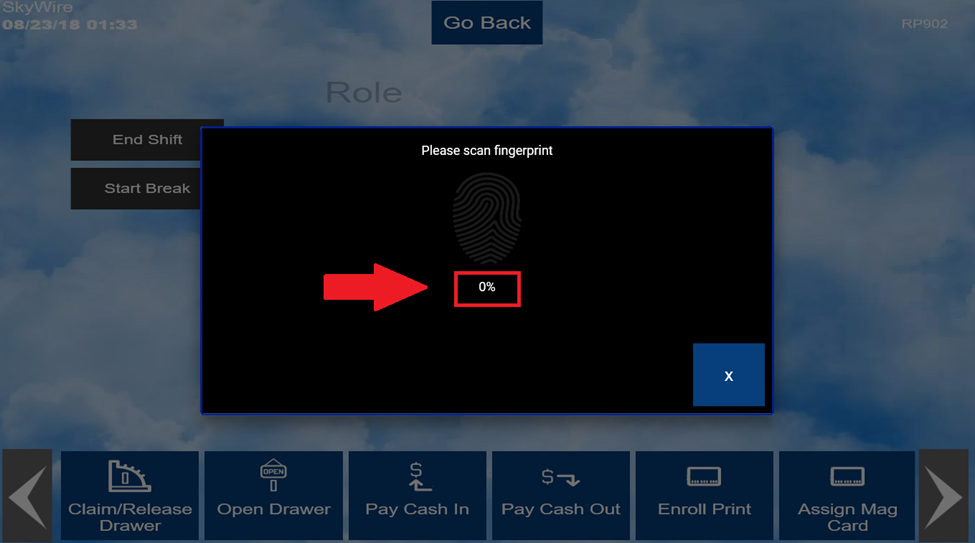 SkyWire
08/23/18 01:33
Go Back
RP902
Role
End Shift
Start Break
Please scan fingerprint
0%
X
OPEN
Claim/Release
Drawer
Open Drawer
Pay Cash In
Pay Cash Out
Enroll Print
Assign Mag
Card